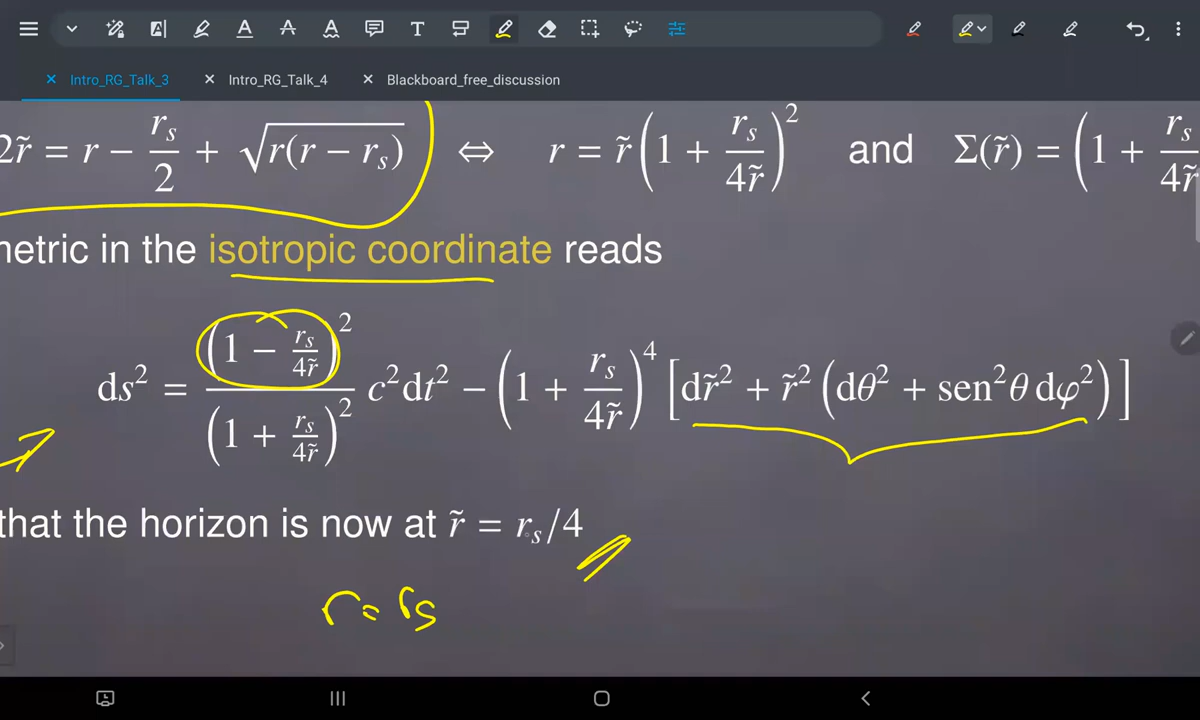 Intro_RG_Talk_3 Intro_RG_Talk_4 Blackboard_free_discussion
2r̃ = r − r_s/2 + √(r(r − r_s)) ⇔ r = r̃(1 + r_s/4r̃)² and Σ(r̃) = (1 + r_s/4r̃
metric in the isotropic coordinate reads
ds² = (1 − r_s/4r̃)²/(1 + r_s/4r̃)² c²dt² − (1 + r_s/4r̃)⁴ [dr̃² + r̃² (dθ² + sen²θ dφ²)]
that the horizon is now at r̃ = r_s/4
r = r_s